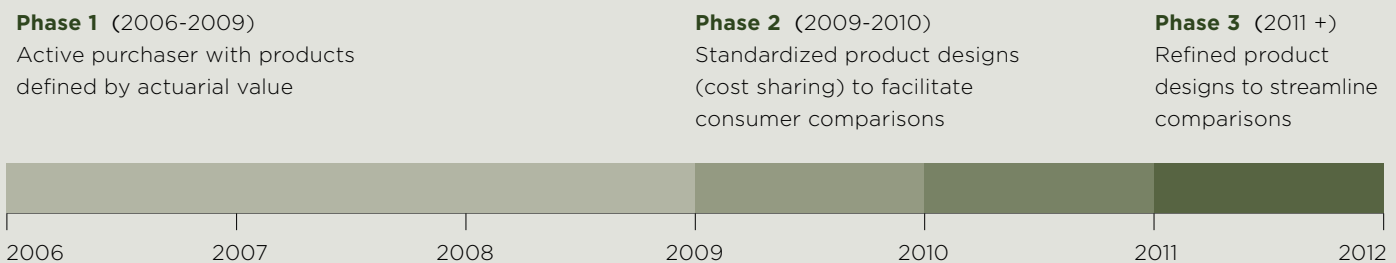 Phase 1 (2006-2009)
Active purchaser with products
defined by actuarial value
Phase 2 (2009-2010)
Standardized product designs
(cost sharing) to facilitate
consumer comparisons
Phase 3 (2011 +)
Refined product
designs to streamline
comparisons
2006 2007 2008 2009 2010 2011 2012